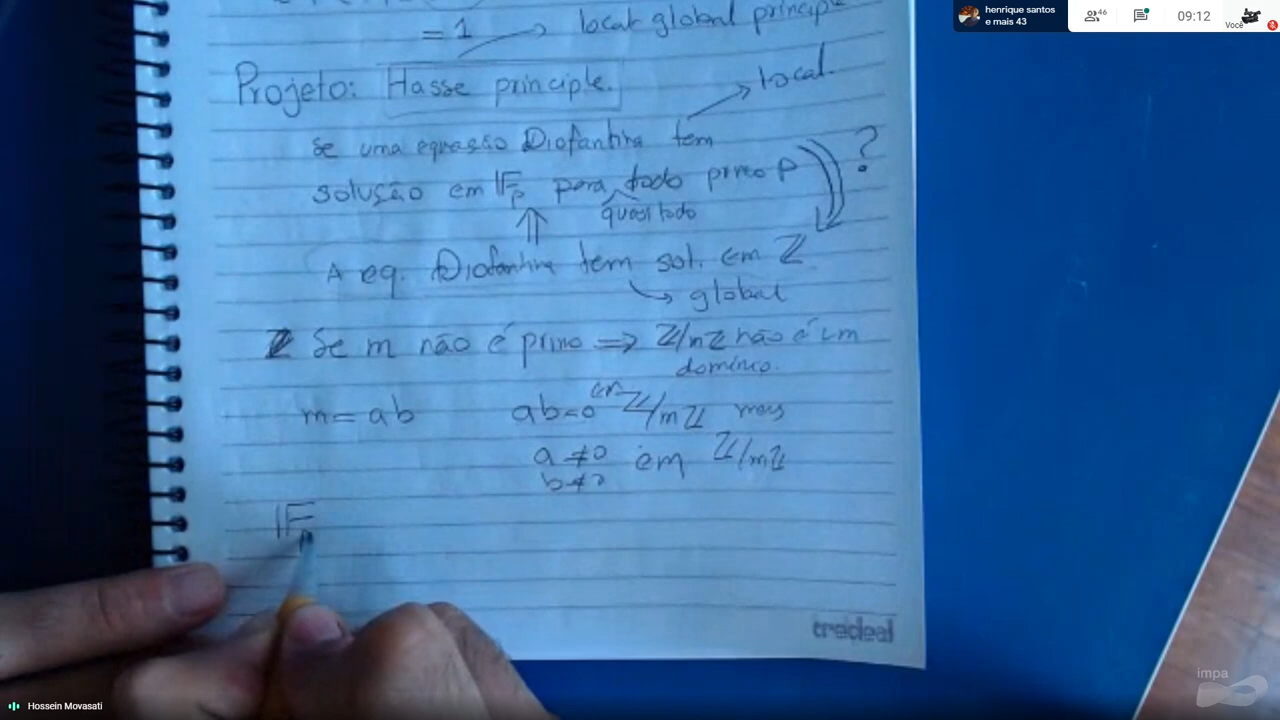 henrique santos
e mais 43
46
09:12
Você
= 1 → local global principle
Projeto: Hasse principle.
→ local.
Se uma equação Diofantina tem
solução em 𝔽p para todo primo p
quasi todo
?
⇑
A eq. Diofantina tem sol. em ℤ
→ global
Se m não é primo ⟹ ℤ/mℤ não é um
domínio.
m = ab ab=0 em ℤ/mℤ mas
a ≠ 0 em ℤ/mℤ
b ≠ 0
𝔽
tredeal
impa
Hossein Movasati